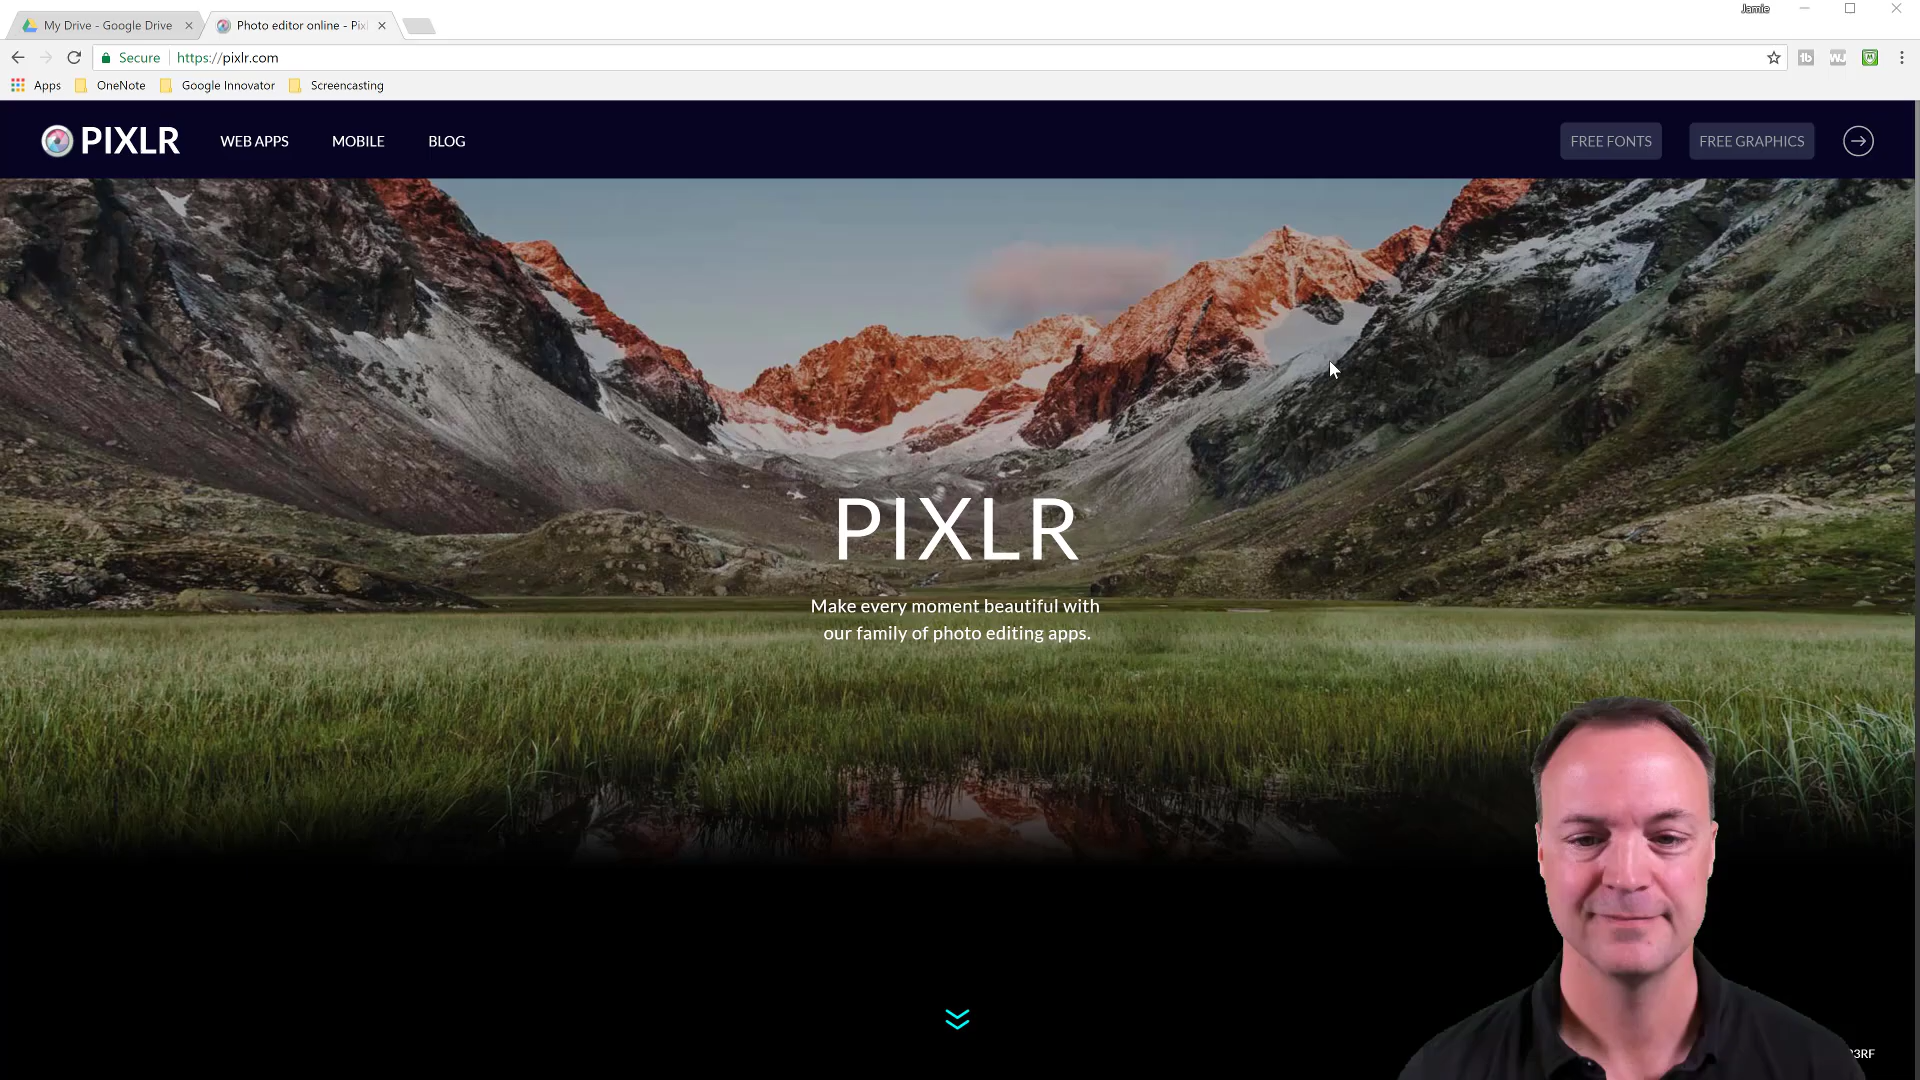 Jamie
My Drive - Google Drive
Photo editor online - Pixl
Secure
https://pixlr.com
Apps
OneNote
Google Innovator
Screencasting
PIXLR
WEB APPS
MOBILE
BLOG
FREE FONTS
FREE GRAPHICS
PIXLR
Make every moment beautiful with
our family of photo editing apps.
3RF